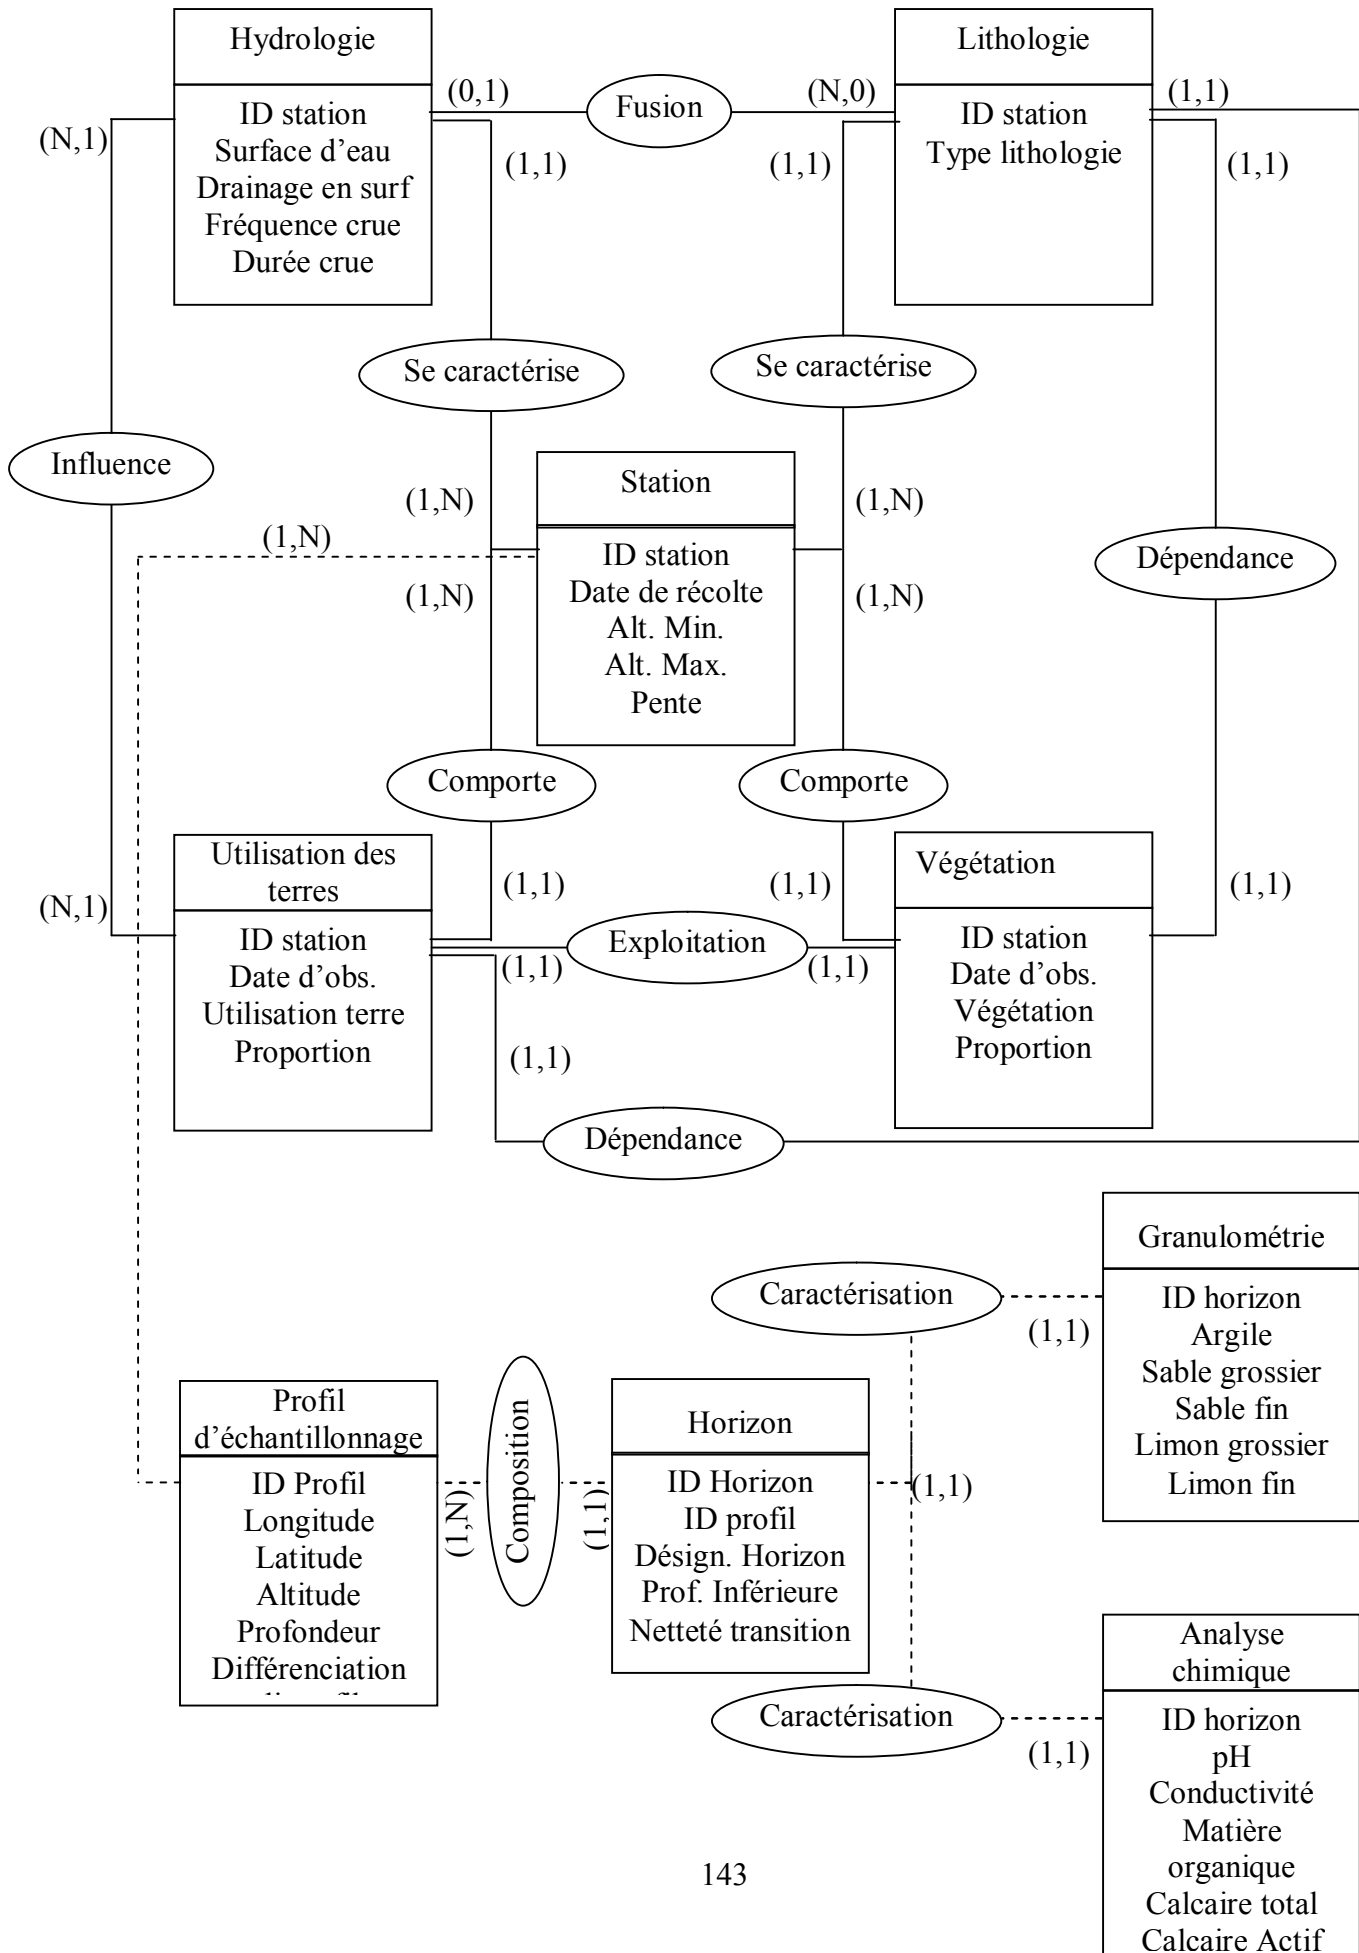 Hydrologie
ID station
Surface d'eau
Drainage en surf
Fréquence crue
Durée crue
(0,1)
Fusion
(N,0)
Lithologie
ID station
Type lithologie
(1,1)
(N,1)
(1,1)
(1,1)
(1,1)
Se caractérise
Se caractérise
Influence
(1,N)
(1,N)
(1,N)
Station
ID station
Date de récolte
Alt. Min.
Alt. Max.
Pente
(1,N)
(1,N)
Dépendance
Comporte
Comporte
(N,1)
Utilisation des
terres
ID station
Date d'obs.
Utilisation terre
Proportion
(1,1)
(1,1)
Exploitation
(1,1)
(1,1)
Végétation
ID station
Date d'obs.
Végétation
Proportion
(1,1)
(1,1)
Dépendance
Granulométrie
ID horizon
Argile
Sable grossier
Sable fin
Limon grossier
Limon fin
Caractérisation
(1,1)
Profil
d'échantillonnage
ID Profil
Longitude
Latitude
Altitude
Profondeur
Différenciation
(1,N)
Composition
(1,1)
Horizon
ID Horizon
ID profil
Désign. Horizon
Prof. Inférieure
Netteté transition
(1,1)
Caractérisation
(1,1)
Analyse
chimique
ID horizon
pH
Conductivité
Matière
organique
Calcaire total
Calcaire Actif
143